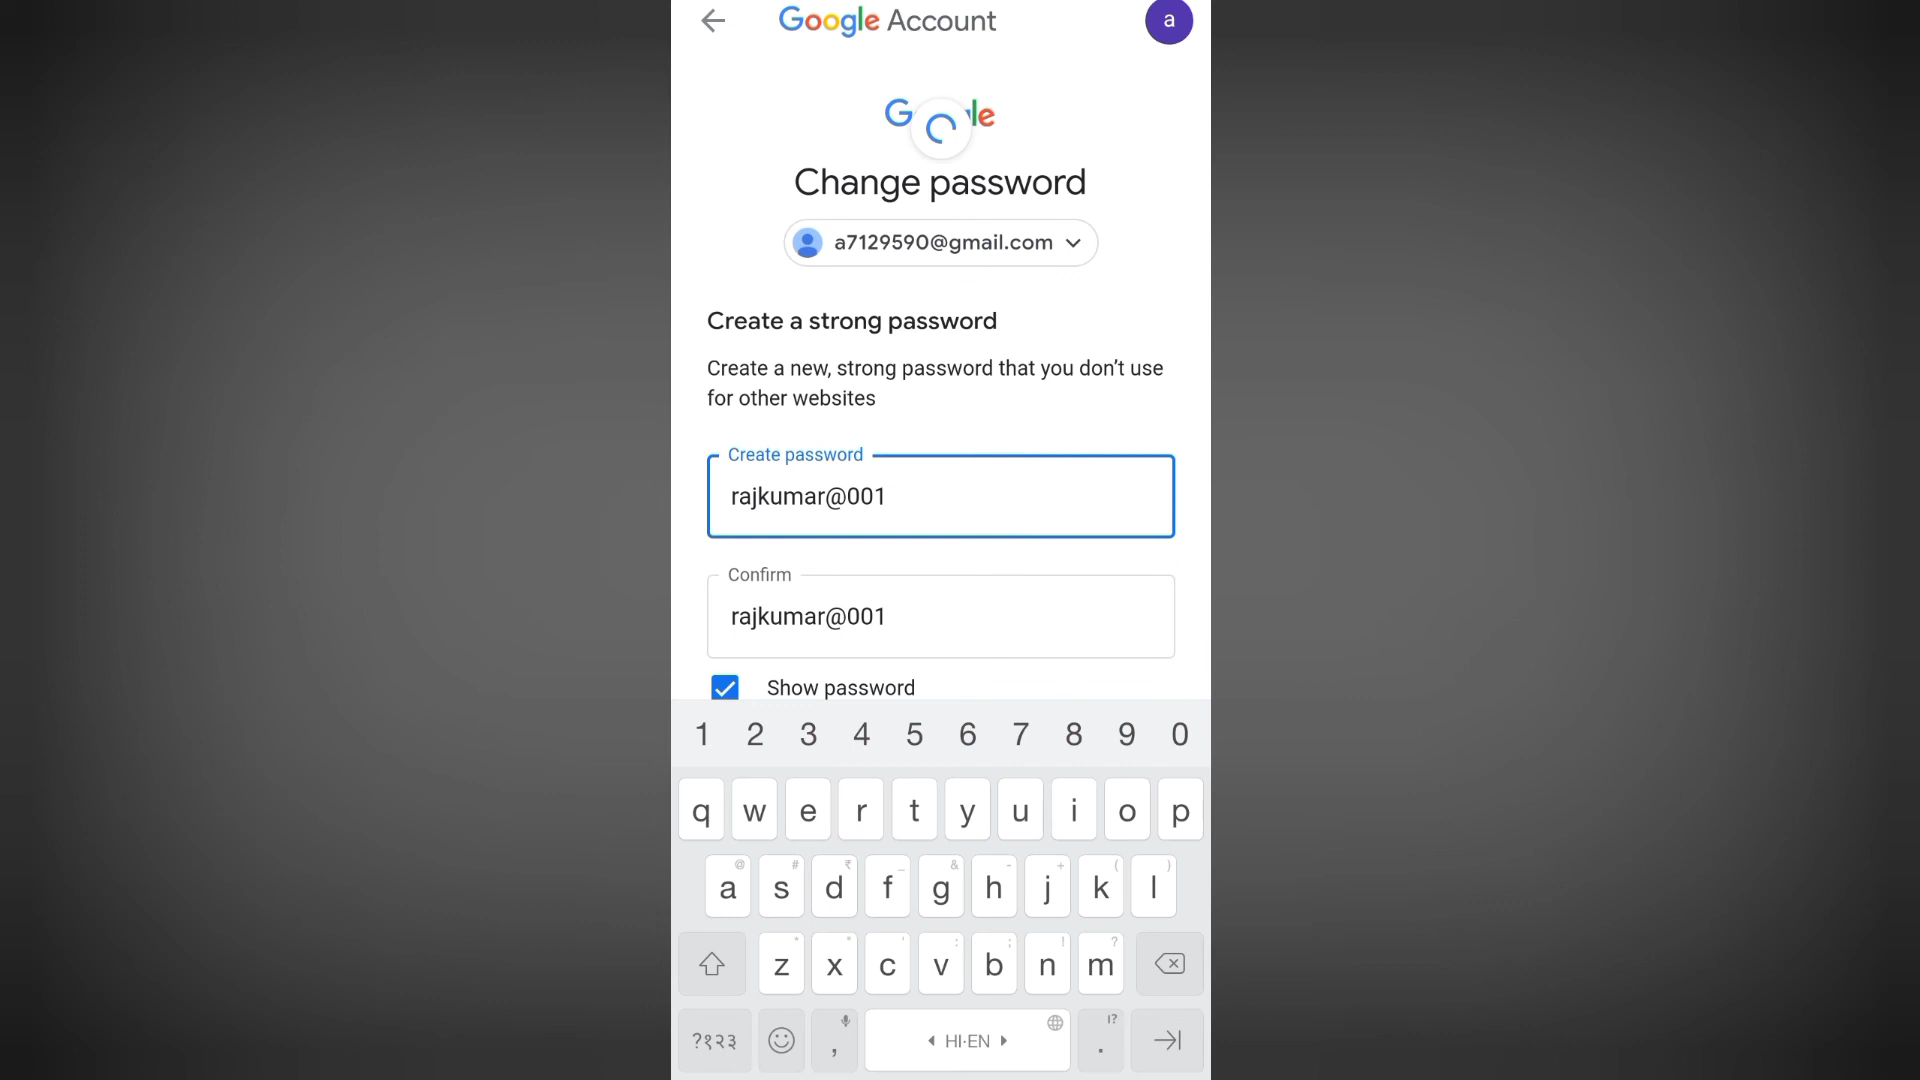 Google Account
a
G le
Change password
a7129590@gmail.com
Create a strong password
Create a new, strong password that you don't use
for other websites
Create password
rajkumar@001
Confirm
rajkumar@001
Show password
1 2 3 4 5 6 7 8 9 0
q w e r t y u i o p
@ # ₹ _ & - + ( )
a s d f g h j k l
* " ' : ; ! ?
z x c v b n m
?१२३ , HI·EN . !?